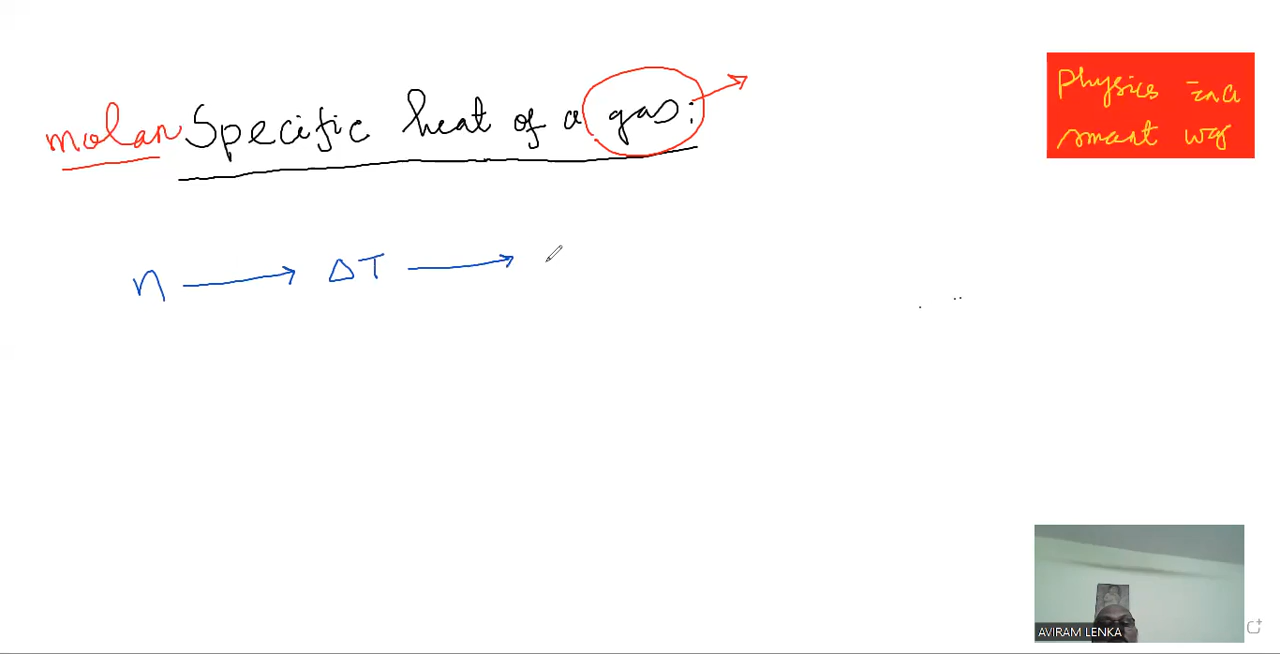 molar Specific heat of a gas:
Physics in a
smart way
n → ΔT →
AVIRAM LENKA